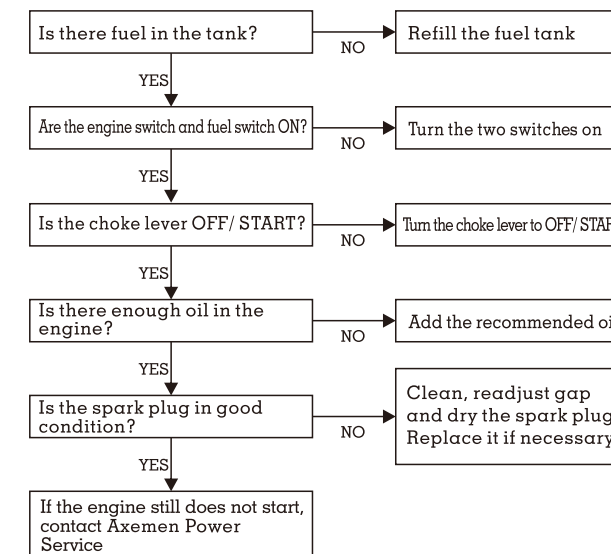 Is there fuel in the tank?
NO
Refill the fuel tank
YES
Are the engine switch and fuel switch ON?
NO
Turn the two switches on
YES
Is the choke lever OFF/ START?
NO
Turn the choke lever to OFF/
YES
Is there enough oil in the
engine?
NO
Add the recommended
YES
Is the spark plug in good
condition?
NO
Clean, readjust gap
and dry the spark plug
Replace it if necessary
YES
If the engine still does not start,
contact Axemen Power
Service